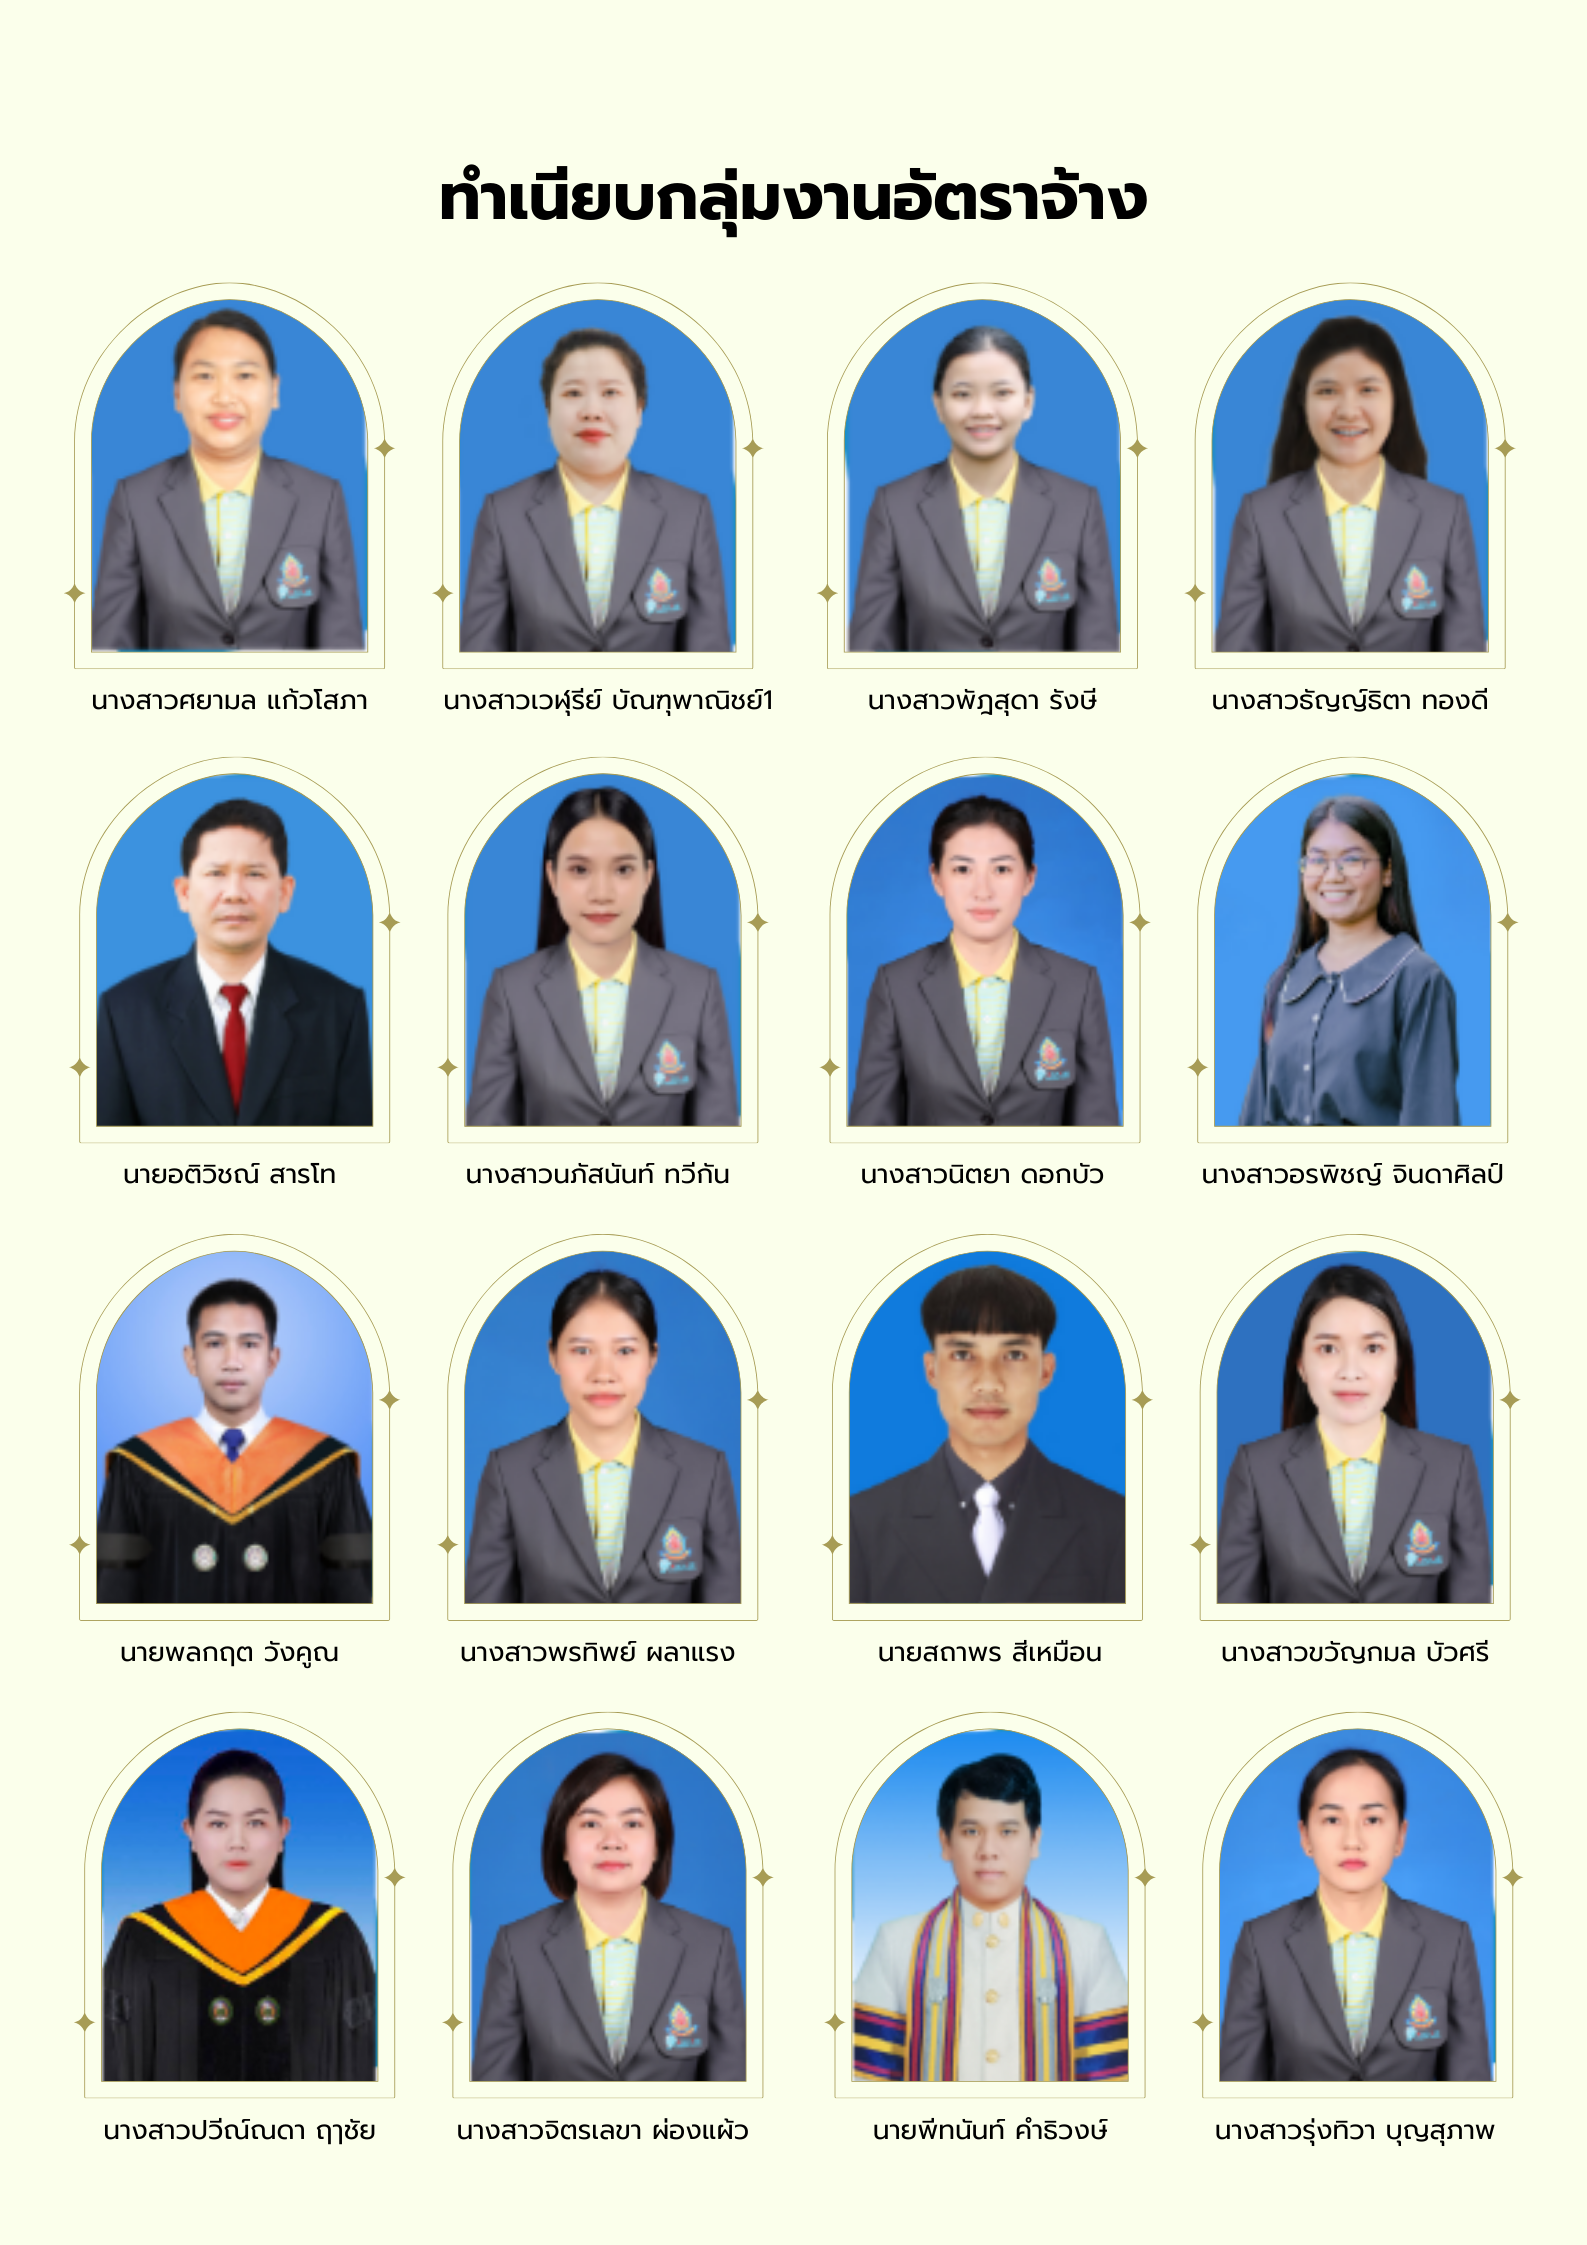 ทำเนียบกลุ่มงานอัตราจ้าง
นางสาวศยามล แก้วโสภา
นางสาวเวฬุรีย์ บัณฑุพาณิชย์1
นางสาวพัฎสุดา รังษี
นางสาวธัญญ์ธิตา ทองดี
นายอติวิชณ์ สารโท
นางสาวนภัสนันท์ ทวีกัน
นางสาวนิตยา ดอกบัว
นางสาวอรพิชญ์ จินดาศิลป์
นายพลกฤต วังคูณ
นางสาวพรทิพย์ ผลาแรง
นายสถาพร สีเหมือน
นางสาวขวัญกมล บัวศรี
นางสาวปวีณ์ณดา ฤๅชัย
นางสาวจิตรเลขา ผ่องแผ้ว
นายพีทนันท์ คำธิวงษ์
นางสาวรุ่งทิวา บุญสุภาพ